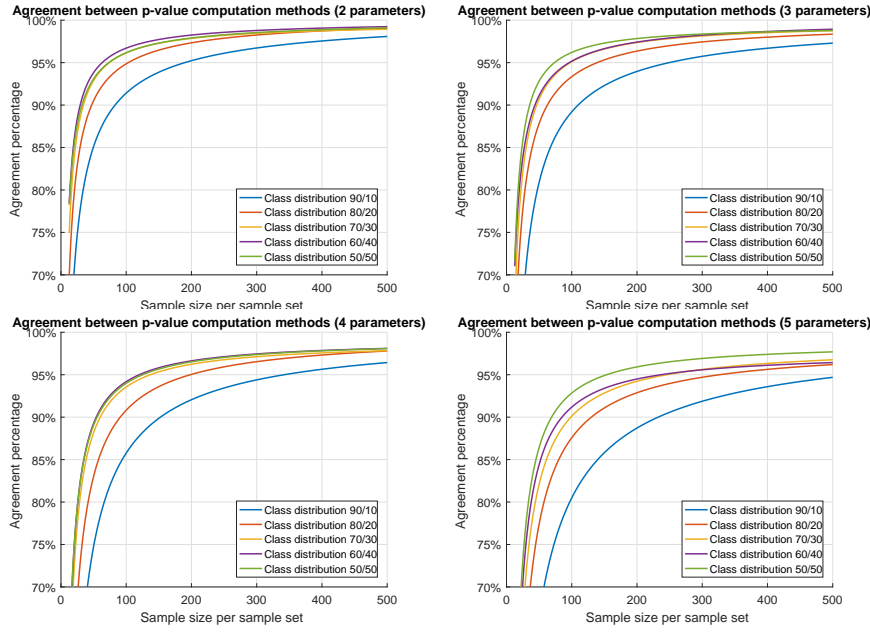 Agreement between p-value computation methods (2 parameters)
100%
95%
90%
85%
80%
75%
70%
Agreement percentage
Class distribution 90/10
Class distribution 80/20
Class distribution 70/30
Class distribution 60/40
Class distribution 50/50
0 100 200 300 400 500
Sample size per sample set
Agreement between p-value computation methods (3 parameters)
100%
95%
90%
85%
80%
75%
70%
Agreement percentage
Class distribution 90/10
Class distribution 80/20
Class distribution 70/30
Class distribution 60/40
Class distribution 50/50
0 100 200 300 400 500
Sample size per sample set
Agreement between p-value computation methods (4 parameters)
100%
95%
90%
85%
80%
75%
70%
Agreement percentage
Class distribution 90/10
Class distribution 80/20
Class distribution 70/30
Class distribution 60/40
Class distribution 50/50
0 100 200 300 400 500
Sample size per sample set
Agreement between p-value computation methods (5 parameters)
100%
95%
90%
85%
80%
75%
70%
Agreement percentage
Class distribution 90/10
Class distribution 80/20
Class distribution 70/30
Class distribution 60/40
Class distribution 50/50
0 100 200 300 400 500
Sample size per sample set